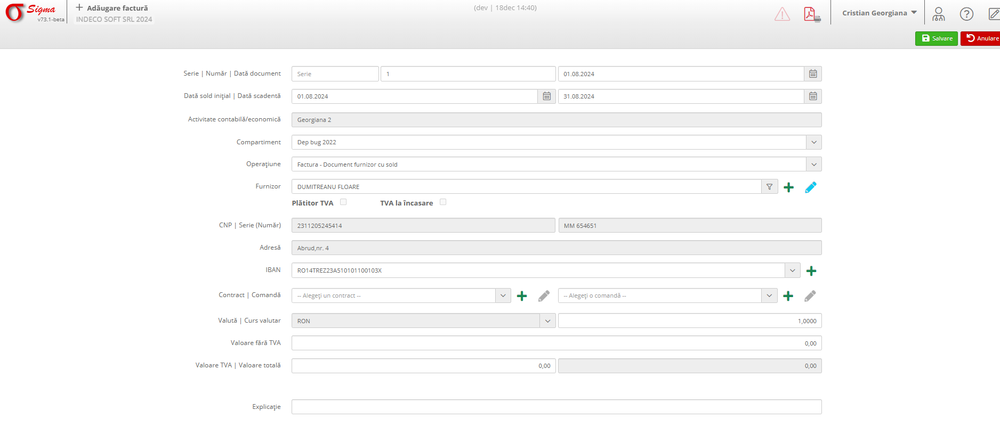 Sigma
v73.1-beta
Adăugare factură
INDECO SOFT SRL 2024
(dev | 18dec 14:40)
Cristian Georgiana
Salvare
Anulare
Serie | Număr | Dată document
Serie
1
01.08.2024
Dată sold inițial | Dată scadentă
01.08.2024
31.08.2024
Activitate contabilă/economică
Georgiana 2
Compartiment
Dep bug 2022
Operațiune
Factura - Document furnizor cu sold
Furnizor
DUMITREANU FLOARE
Plătitor TVA
TVA la încasare
CNP | Serie (Număr)
2311205245414
MM 654651
Adresă
Abrud,nr. 4
IBAN
RO14TREZ23A510101100103X
Contract | Comandă
-- Alegeți un contract --
-- Alegeți o comandă --
Valută | Curs valutar
RON
1,0000
Valoare fără TVA
0,00
Valoare TVA | Valoare totală
0,00
0,00
Explicație